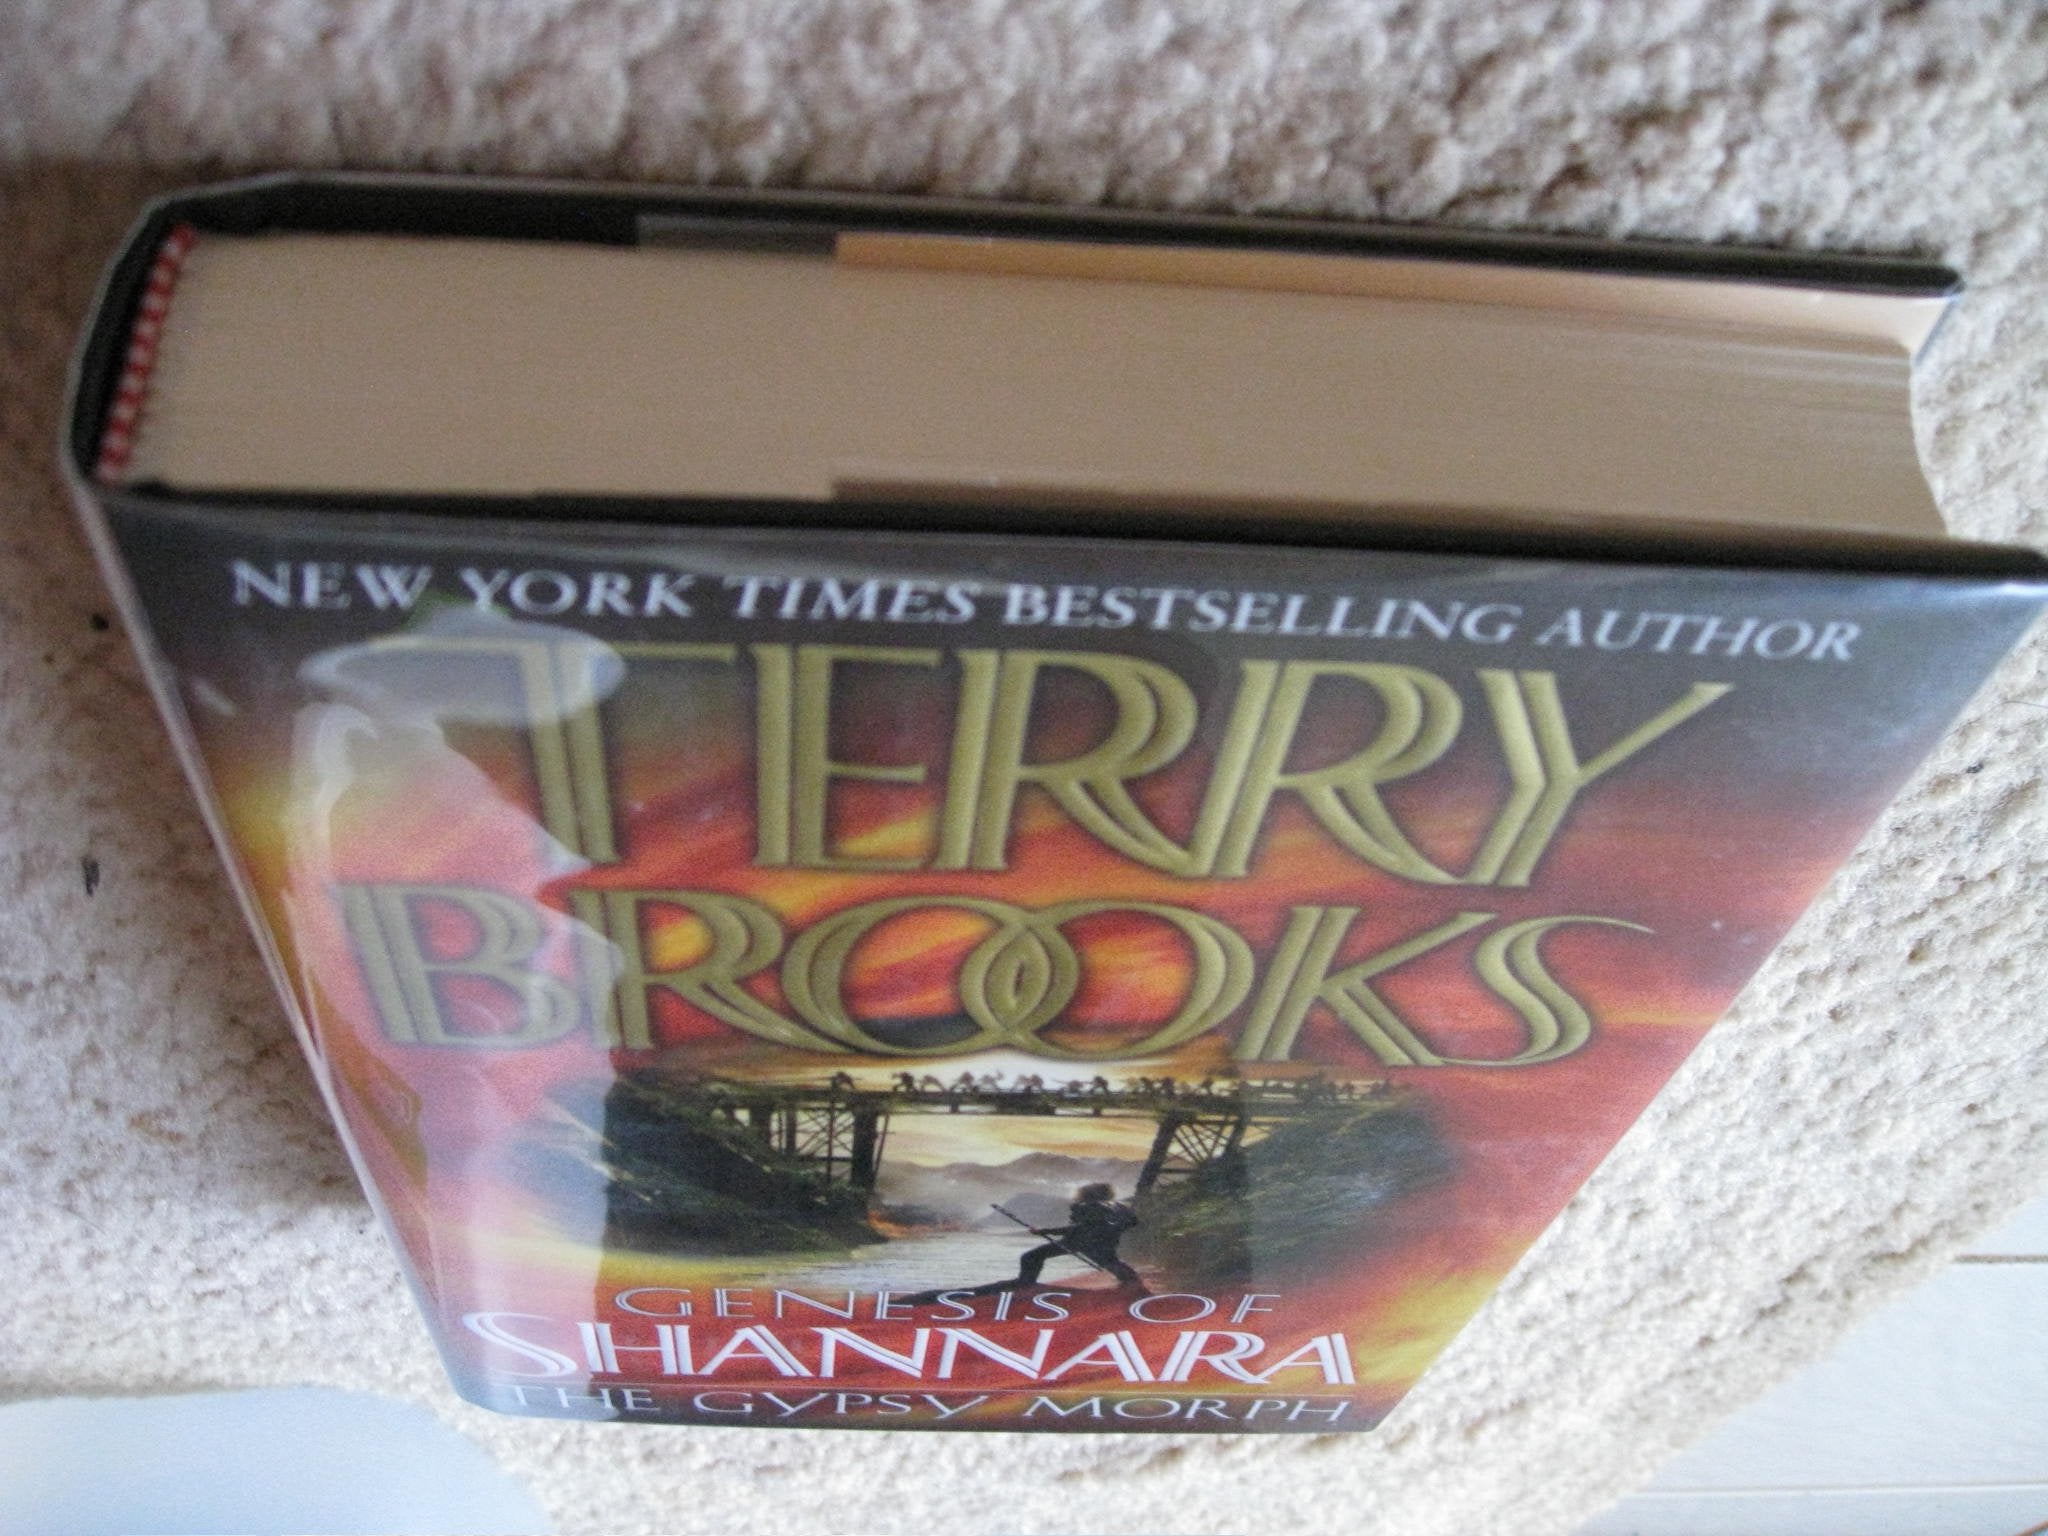 NEW YORK TIMES BESTSELLING AUTHOR
TERRY
BROOKS
GENESIS OF
SHANNARA
THE GYPSY MORPH